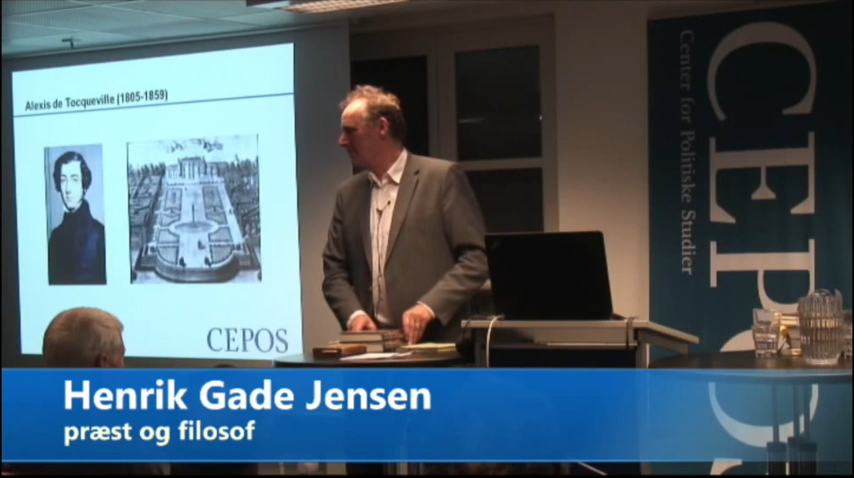 Alexis de Tocqueville (1805-1859)
CEPOS
Center for Politiske Studier
CEPOS
Henrik Gade Jensen
præst og filosof